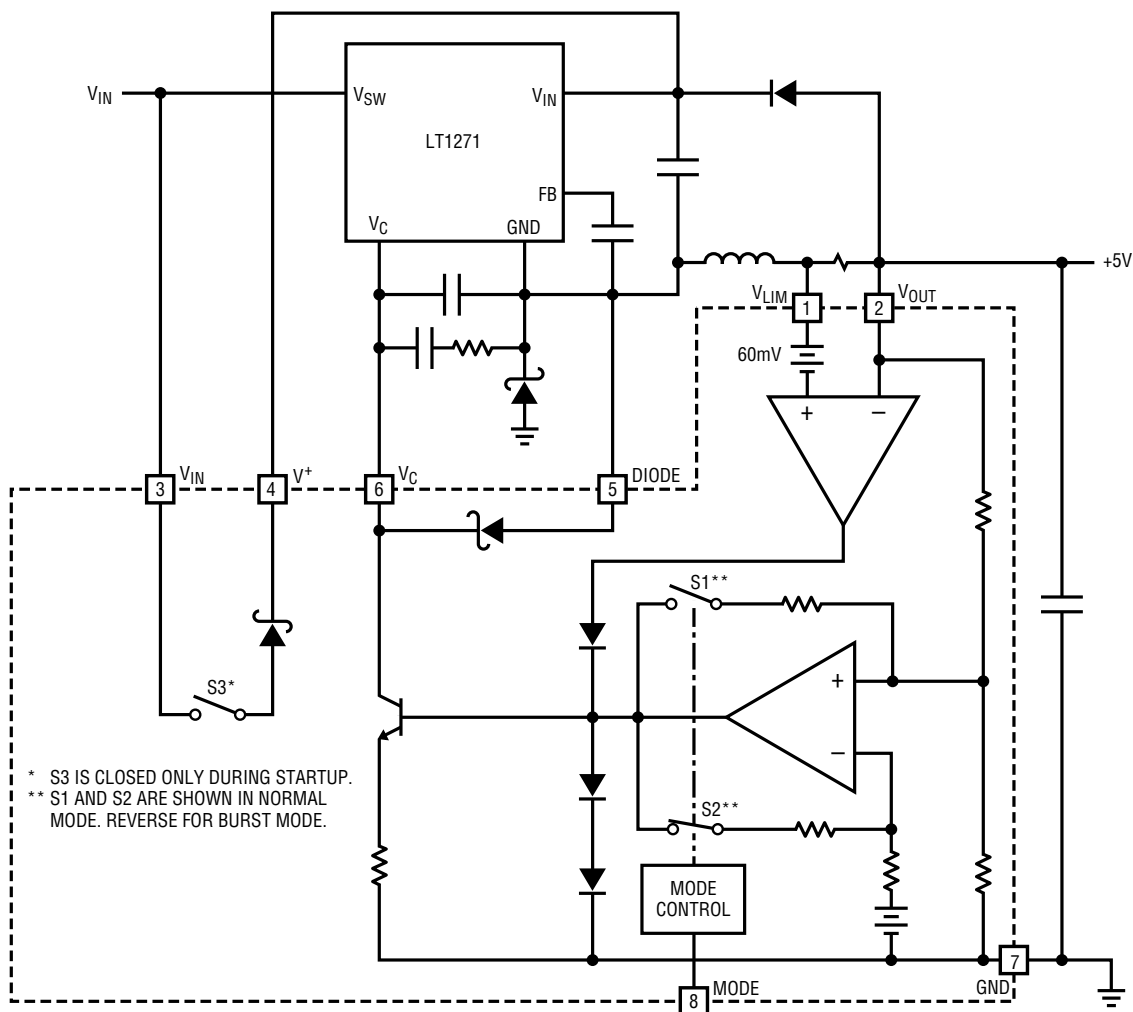 V_IN
V_SW
V_IN
LT1271
FB
V_C
GND
+5V
V_LIM
1
2
V_OUT
60mV
+
–
3
V_IN
4
V+
6
V_C
5
DIODE
S1**
S3*
+
–
* S3 IS CLOSED ONLY DURING STARTUP.
** S1 AND S2 ARE SHOWN IN NORMAL
MODE. REVERSE FOR BURST MODE.
S2**
MODE
CONTROL
7
GND
8
MODE